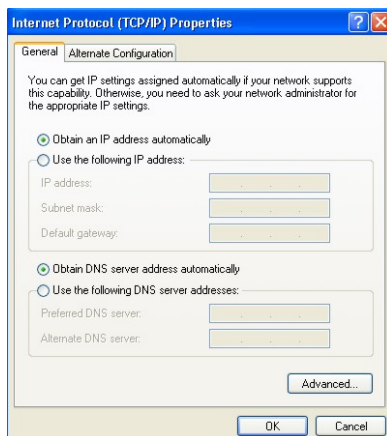 Internet Protocol (TCP/IP) Properties
General
Alternate Configuration
You can get IP settings assigned automatically if your network supports
this capability. Otherwise, you need to ask your network administrator for
the appropriate IP settings.
Obtain an IP address automatically
Use the following IP address:
IP address:
Subnet mask:
Default gateway:
Obtain DNS server address automatically
Use the following DNS server addresses:
Preferred DNS server:
Alternate DNS server:
Advanced...
OK
Cancel